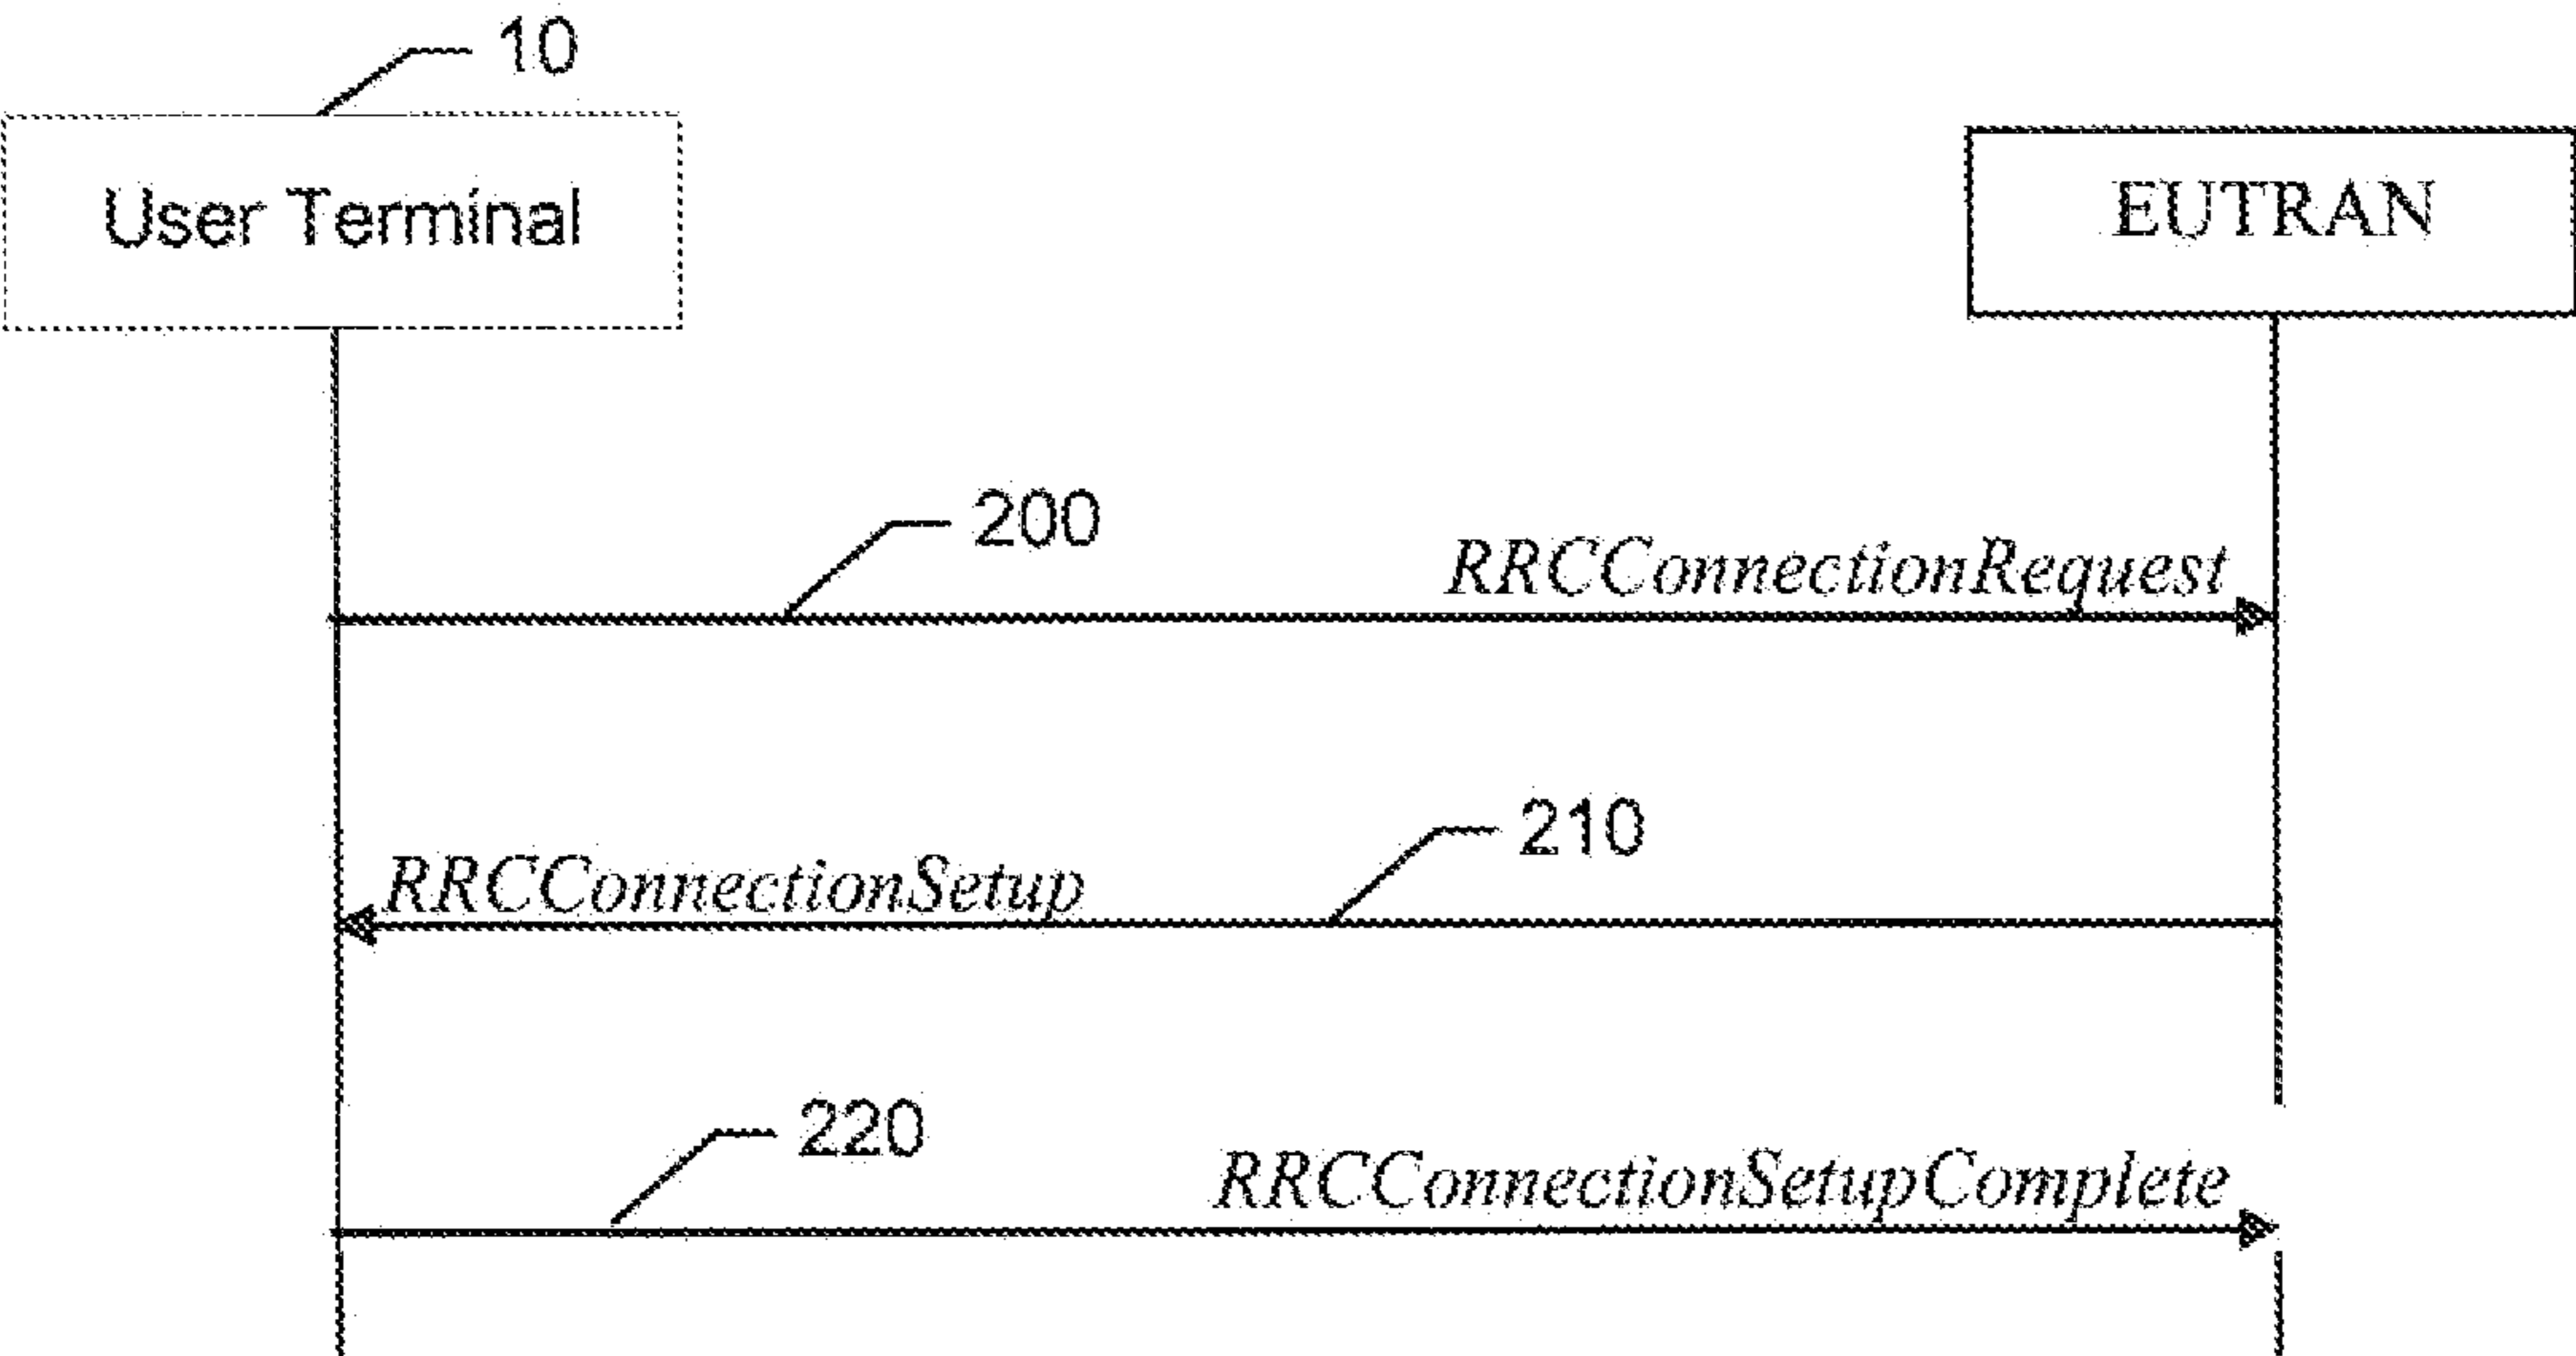 10
User Terminal
EUTRAN
200
RRCConnectionRequest
210
RRCConnectionSetup
220
RRCConnectionSetupComplete